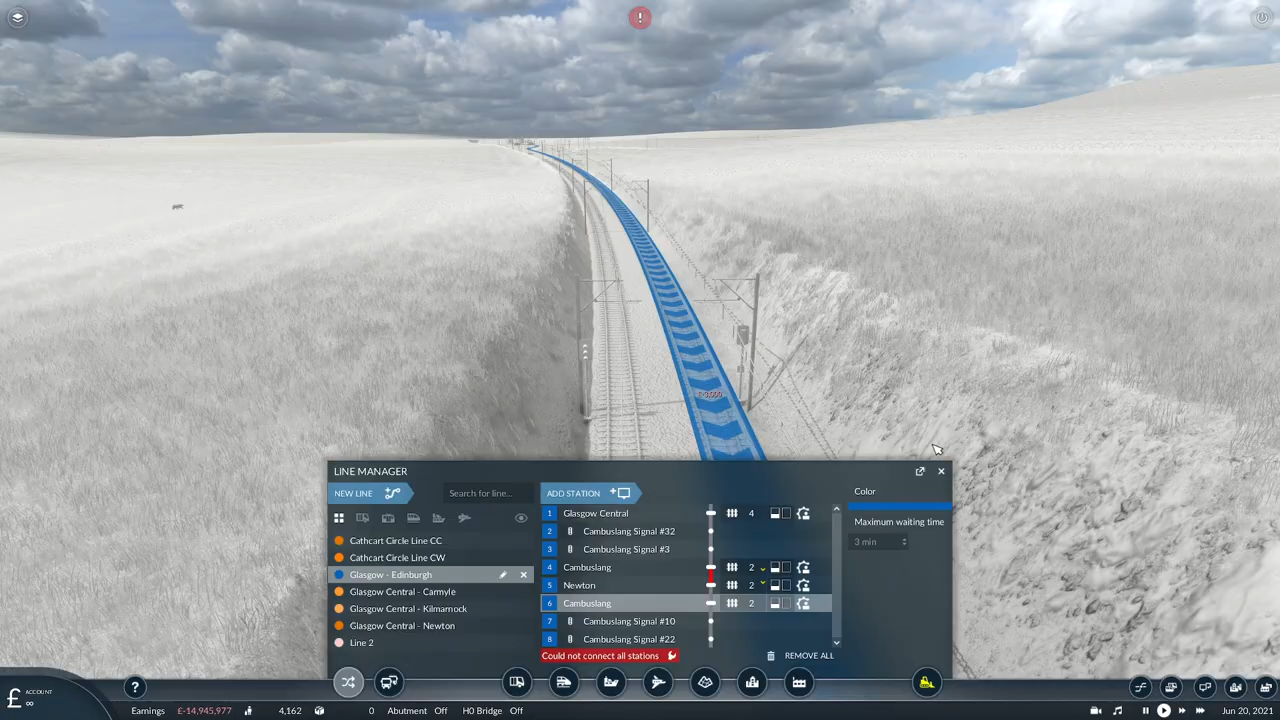 LINE MANAGER
NEW LINE
Search for line...
ADD STATION
Cathcart Circle Line CC
Cathcart Circle Line CW
Glasgow - Edinburgh
Glasgow Central - Carmyle
Glasgow Central - Kilmarnock
Glasgow Central - Newton
Line 2
1 Glasgow Central 4
2 Cambuslang Signal #32
3 Cambuslang Signal #3
4 Cambuslang 2
5 Newton 2
6 Cambuslang 2
7 Cambuslang Signal #10
8 Cambuslang Signal #22
Could not connect all stations
REMOVE ALL
Color
Maximum waiting time
3 min
£ ACCOUNT
∞
?
Earnings £-14,945,977 4,162 0 Abutment Off H0 Bridge Off
Jun 20, 2021